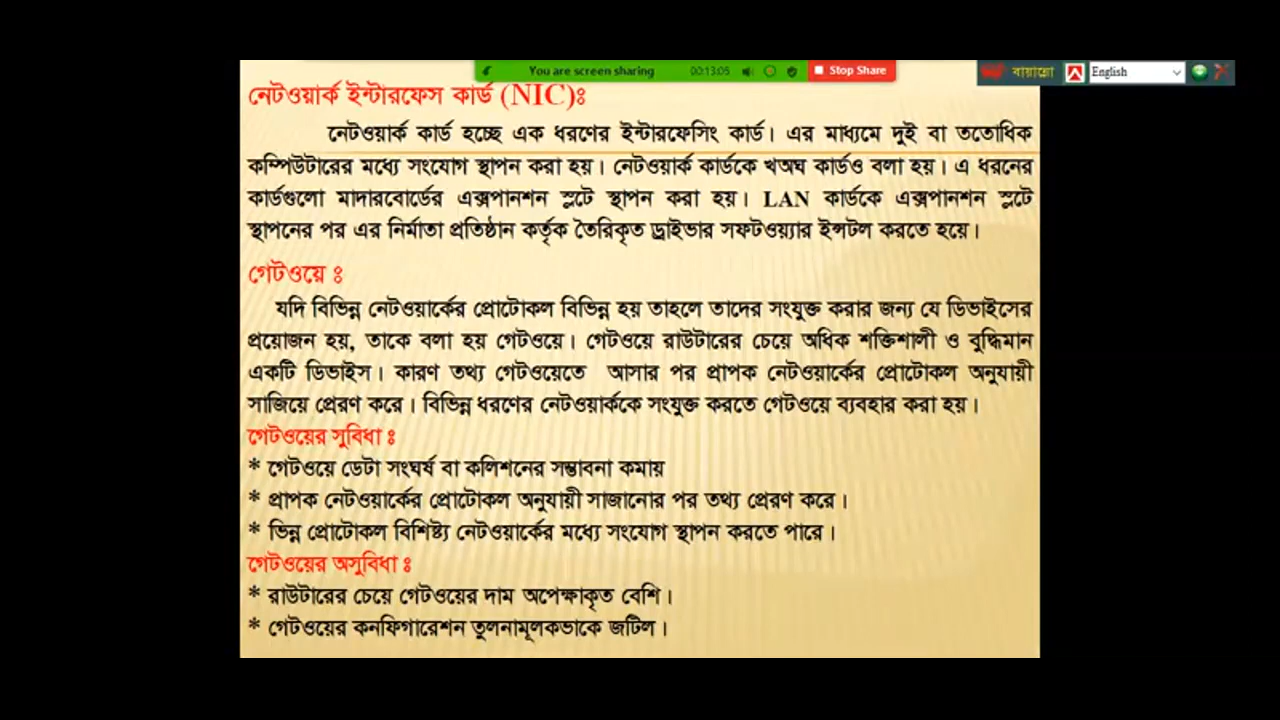 You are screen sharing 00:13:05 Stop Share
বায়ান্নো English
নেটওয়ার্ক ইন্টারফেস কার্ড (NIC)ঃ
নেটওয়ার্ক কার্ড হচ্ছে এক ধরণের ইন্টারফেসিং কার্ড। এর মাধ্যমে দুই বা ততোধিক
কম্পিউটারের মধ্যে সংযোগ স্থাপন করা হয়। নেটওয়ার্ক কার্ডকে খঅঘ কার্ডও বলা হয়। এ ধরনের
কার্ডগুলো মাদারবোর্ডের এক্সপানশন স্লটে স্থাপন করা হয়। LAN কার্ডকে এক্সপানশন স্লটে
স্থাপনের পর এর নির্মাতা প্রতিষ্ঠান কর্তৃক তৈরিকৃত ড্রাইভার সফটওয়্যার ইন্সটল করতে হয়ে।
গেটওয়ে ঃ
যদি বিভিন্ন নেটওয়ার্কের প্রোটোকল বিভিন্ন হয় তাহলে তাদের সংযুক্ত করার জন্য যে ডিভাইসের
প্রয়োজন হয়, তাকে বলা হয় গেটওয়ে। গেটওয়ে রাউটারের চেয়ে অধিক শক্তিশালী ও বুদ্ধিমান
একটি ডিভাইস। কারণ তথ্য গেটওয়েতে আসার পর প্রাপক নেটওয়ার্কের প্রোটোকল অনুযায়ী
সাজিয়ে প্রেরণ করে। বিভিন্ন ধরণের নেটওয়ার্ককে সংযুক্ত করতে গেটওয়ে ব্যবহার করা হয়।
গেটওয়ের সুবিধা ঃ
* গেটওয়ে ডেটা সংঘর্ষ বা কলিশনের সম্ভাবনা কমায়
* প্রাপক নেটওয়ার্কের প্রোটোকল অনুযায়ী সাজানোর পর তথ্য প্রেরণ করে।
* ভিন্ন প্রোটোকল বিশিষ্ট্য নেটওয়ার্কের মধ্যে সংযোগ স্থাপন করতে পারে।
গেটওয়ের অসুবিধা ঃ
* রাউটারের চেয়ে গেটওয়ের দাম অপেক্ষাকৃত বেশি।
* গেটওয়ের কনফিগারেশন তুলনামূলকভাকে জটিল।